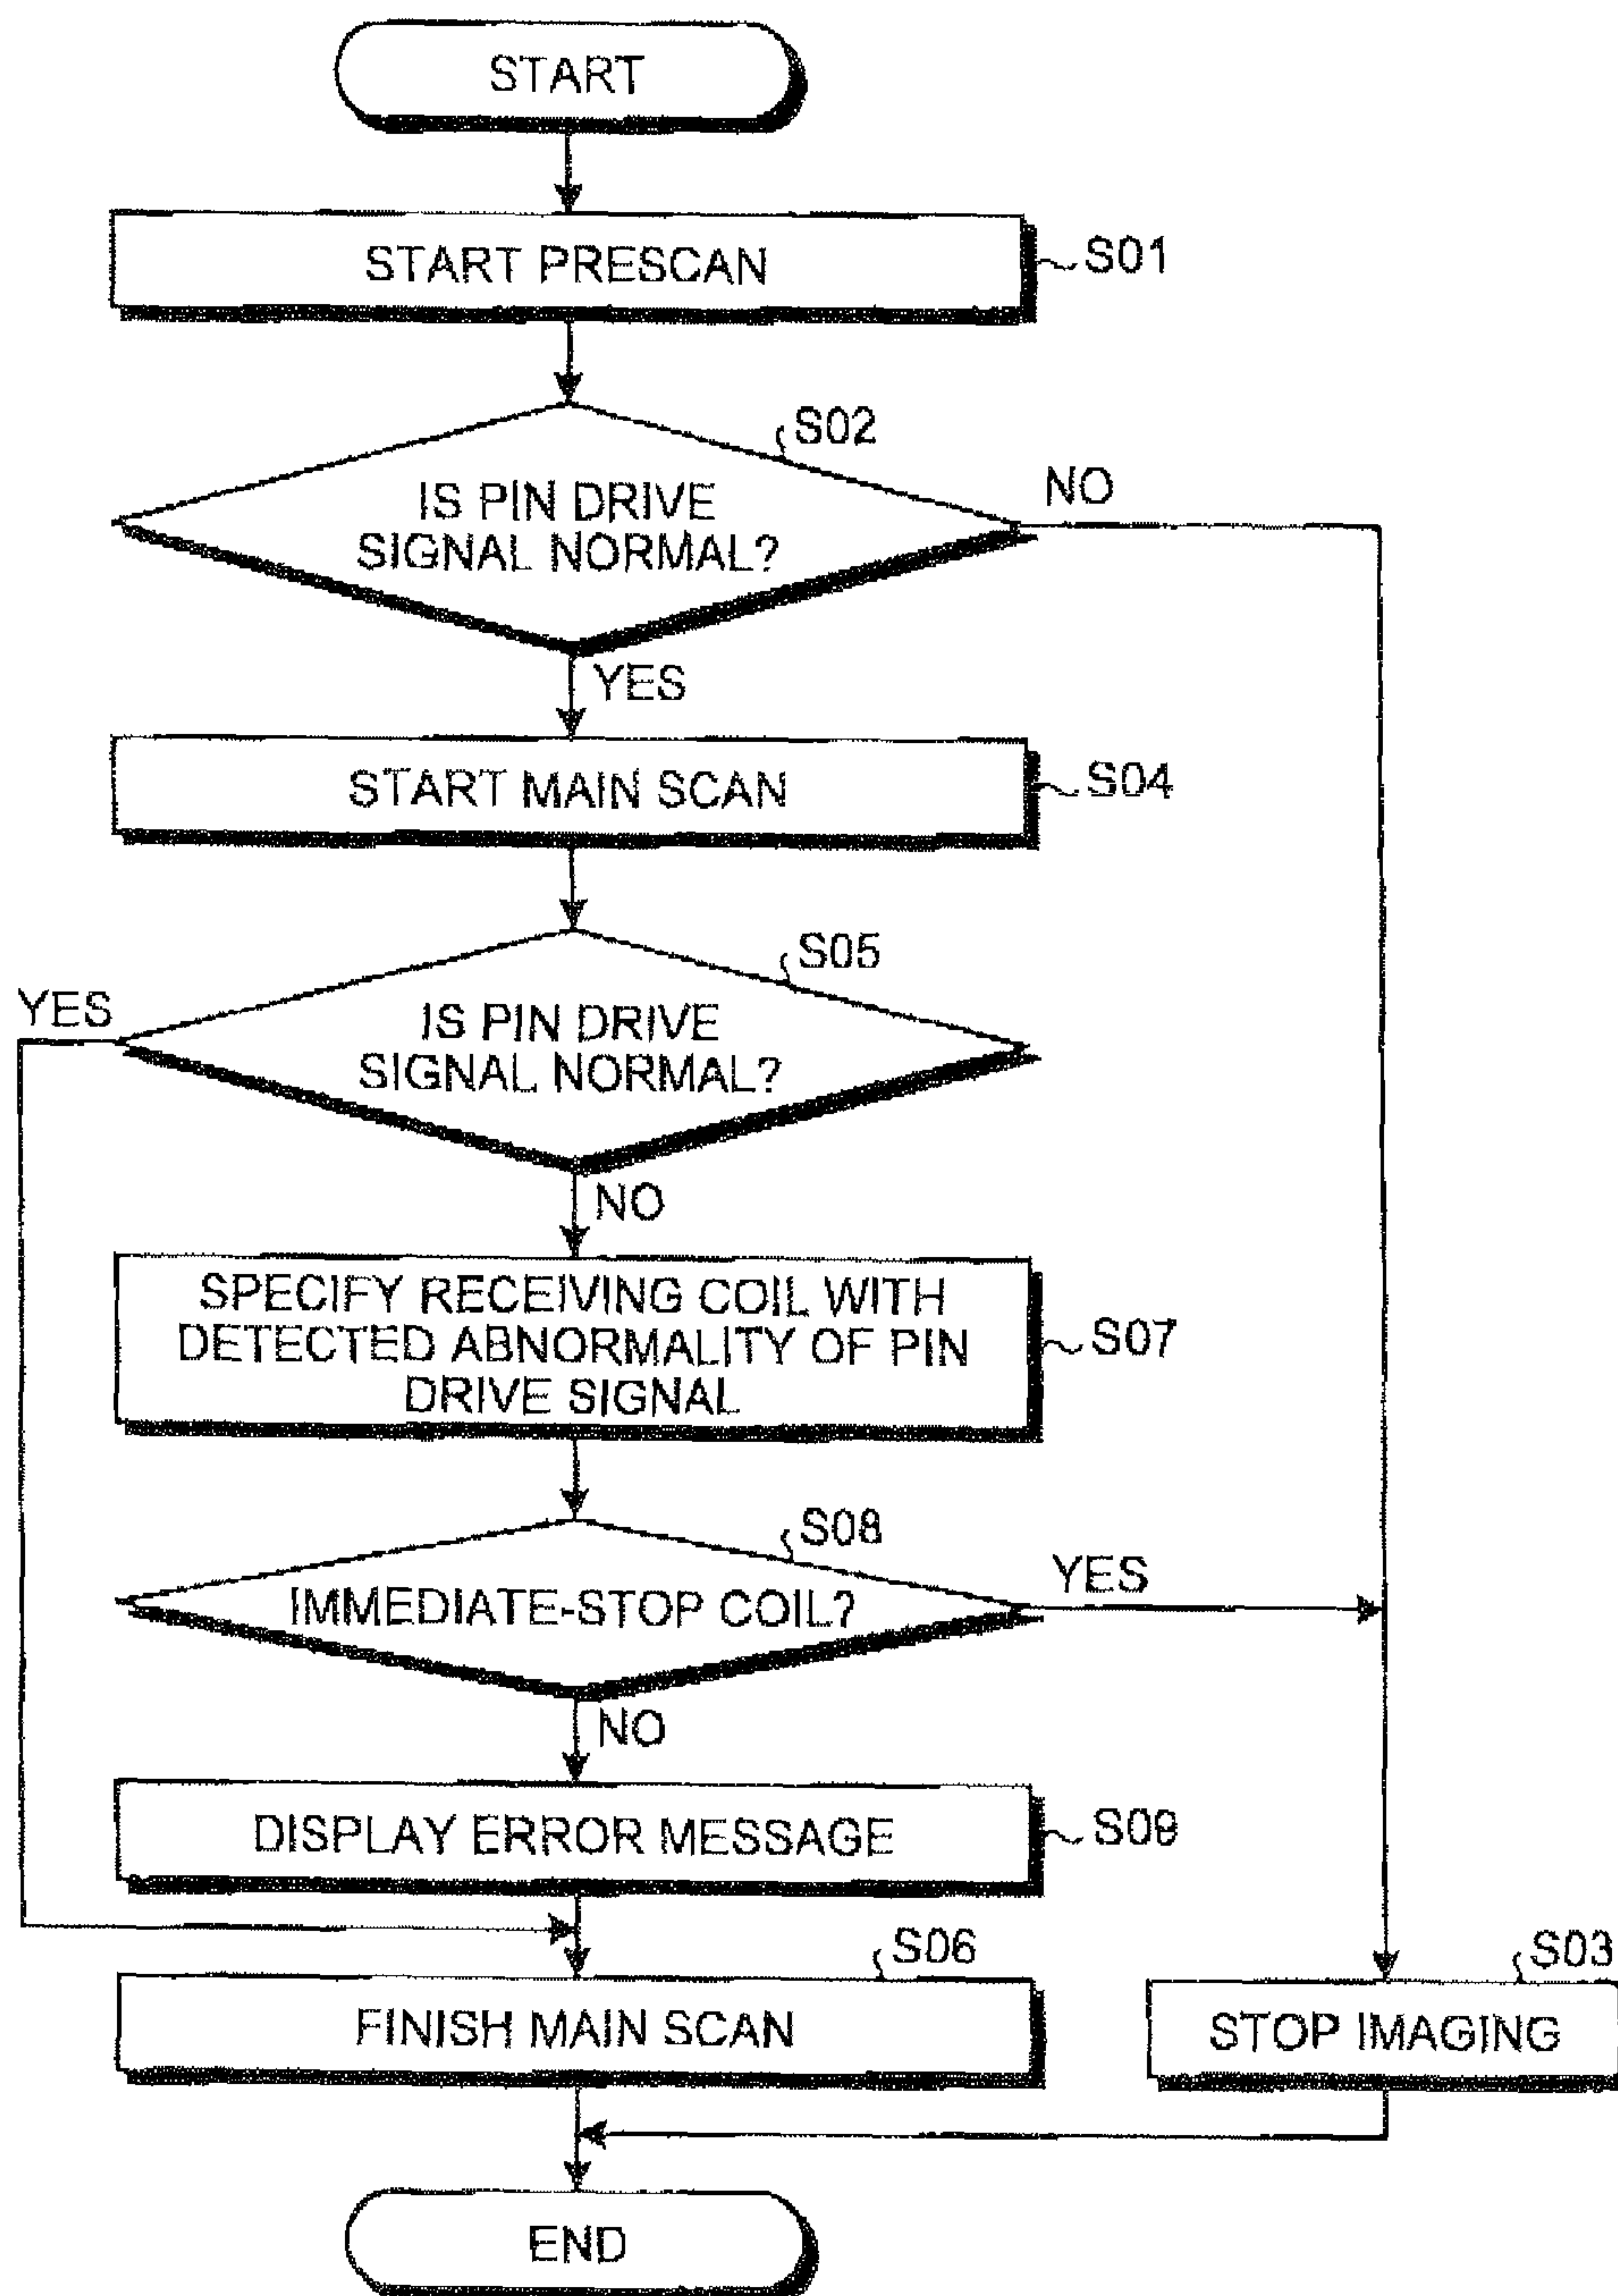 START
START PRESCAN
S01
S02
IS PIN DRIVE
SIGNAL NORMAL?
NO
YES
START MAIN SCAN
S04
S05
YES
IS PIN DRIVE
SIGNAL NORMAL?
NO
SPECIFY RECEIVING COIL WITH
DETECTED ABNORMALITY OF PIN
DRIVE SIGNAL
S07
S08
IMMEDIATE-STOP COIL?
YES
NO
DISPLAY ERROR MESSAGE
S09
S06
FINISH MAIN SCAN
S03
STOP IMAGING
END